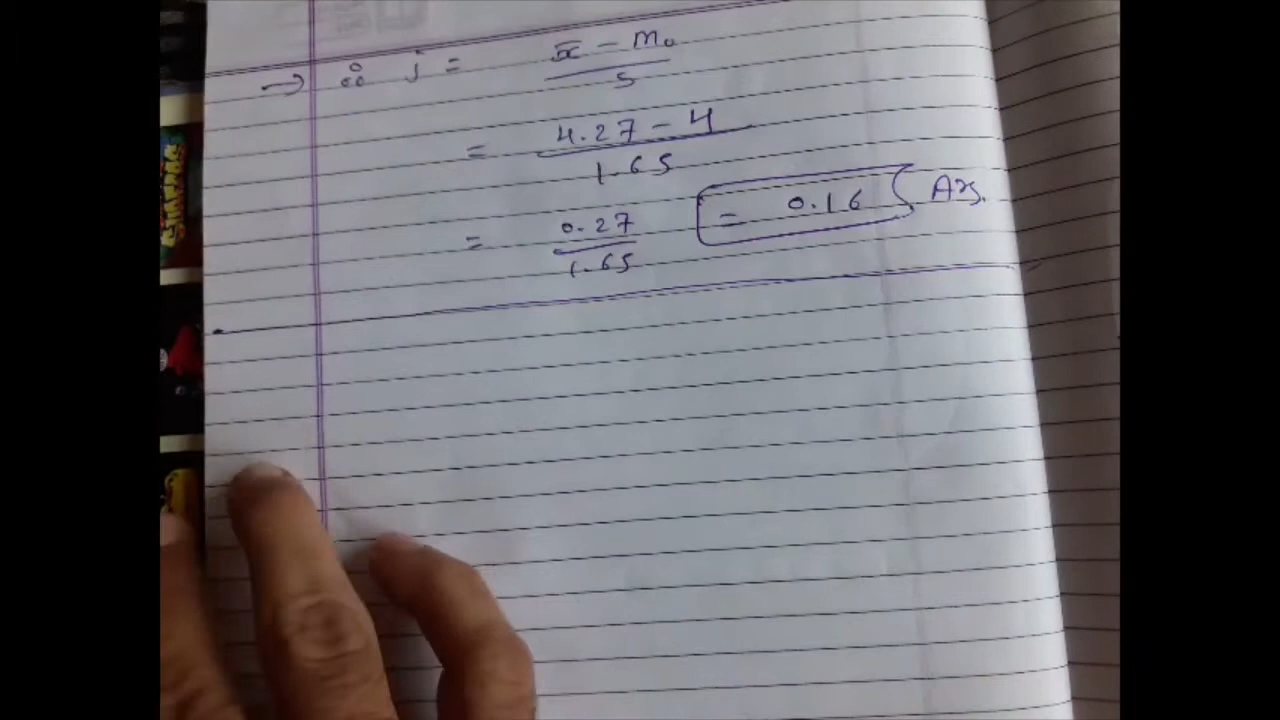 → ஃ j = x̄ - M₀ / S
= 4.27 - 4 / 1.65
= 0.27 / 1.65 = 0.16 Ans.